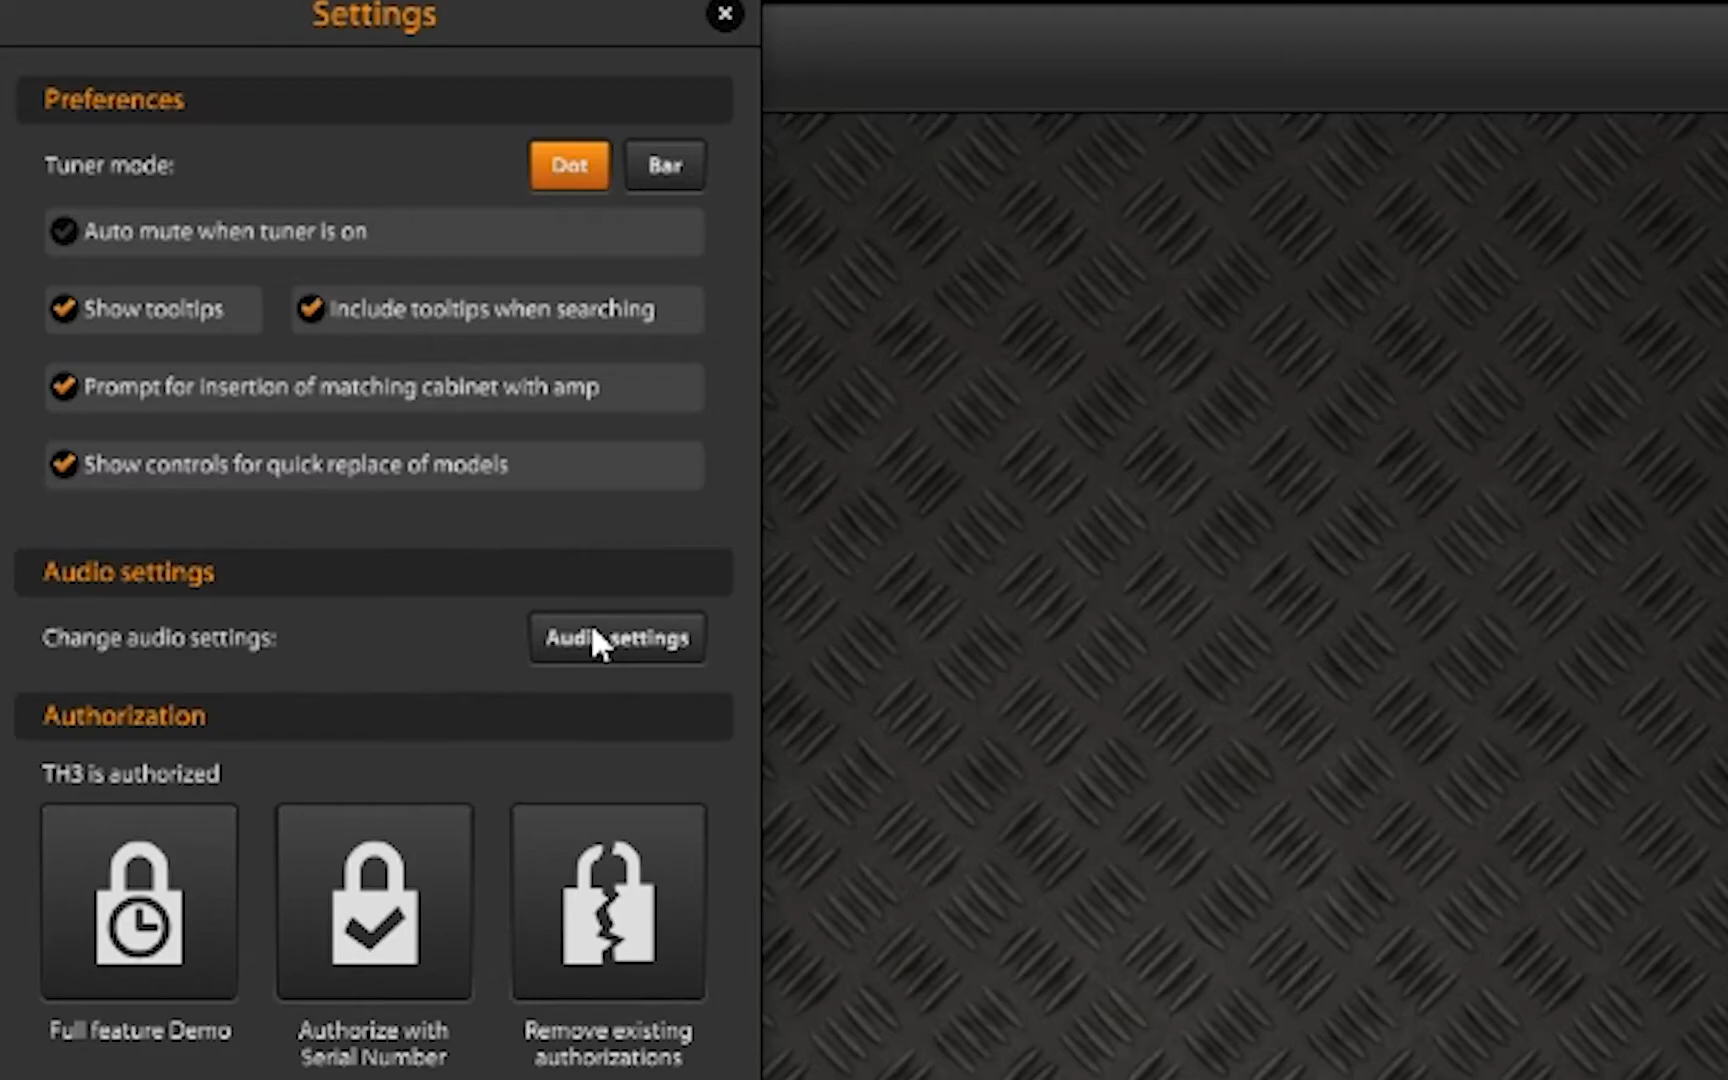 Settings
Preferences
Tuner mode:
Dot
Bar
Auto mute when tuner is on
Show tooltips
Include tooltips when searching
Prompt for insertion of matching cabinet with amp
Show controls for quick replace of models
Audio settings
Change audio settings:
Audio settings
Authorization
TH3 is authorized
Full feature Demo
Authorize with
Serial Number
Remove existing
authorizations